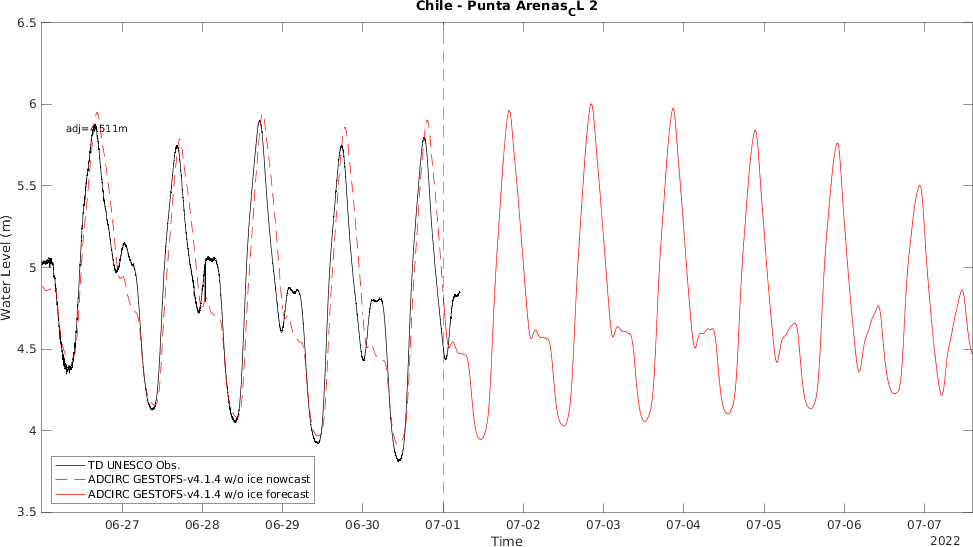 Chile - Punta Arenas_CL 2
6.5
6
adj=4.511m
5.5
5
4.5
4
3.5
Water Level (m)
TD UNESCO Obs.
ADCIRC GESTOFS-v4.1.4 w/o ice nowcast
ADCIRC GESTOFS-v4.1.4 w/o ice forecast
06-27 06-28 06-29 06-30 07-01 07-02 07-03 07-04 07-05 07-06 07-07
Time
2022